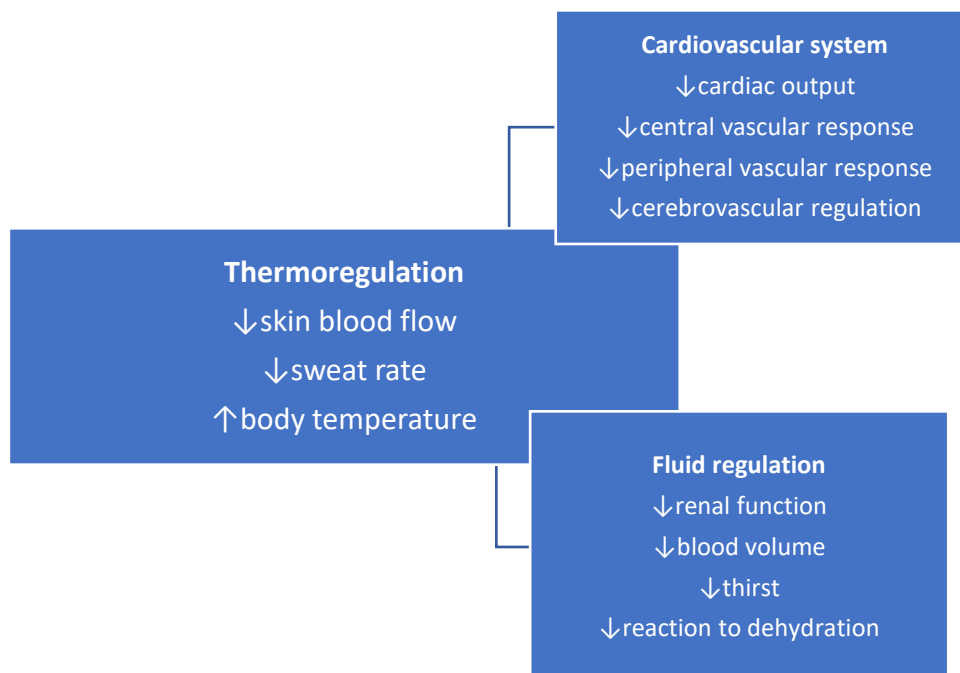 Cardiovascular system
↓cardiac output
↓central vascular response
↓peripheral vascular response
↓cerebrovascular regulation
Thermoregulation
↓skin blood flow
↓sweat rate
↑body temperature
Fluid regulation
↓renal function
↓blood volume
↓thirst
↓reaction to dehydration